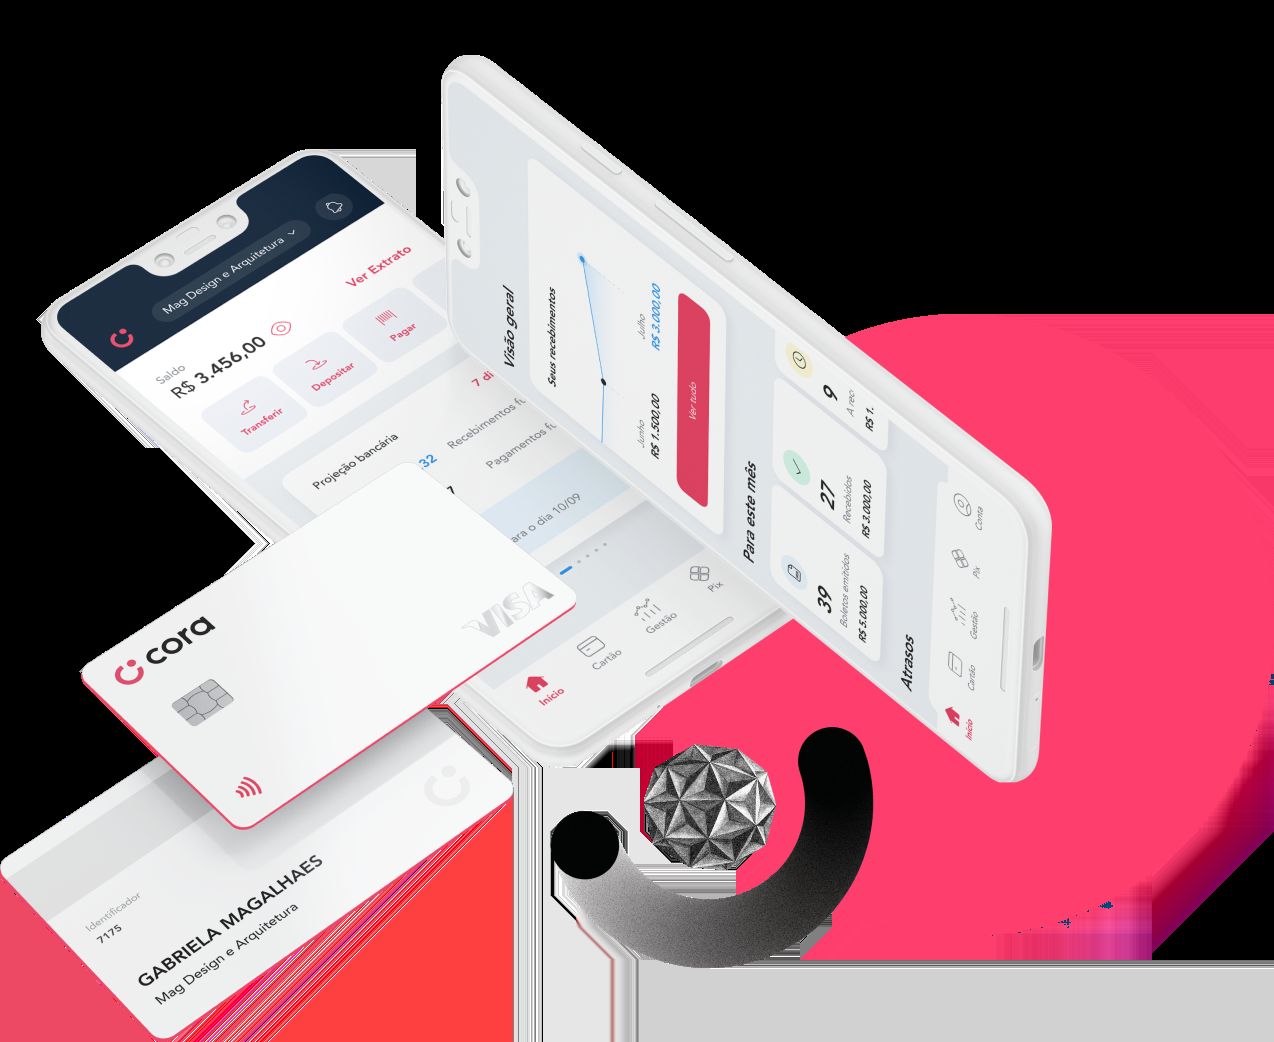 Mag Design e Arquitetura
Saldo
R$ 3.456,00
Ver Extrato
Transferir
Depositar
Pagar
Projeção bancária
7 di
32
Recebimentos fu
7
Pagamentos fu
ara o dia 10/09
Início
Cartão
Gestão
Pix
Visão geral
Seus recebimentos
Junho
R$ 1.500,00
Julho
R$ 3.000,00
Ver tudo
Para este mês
39
Boletos emitidos
R$ 5.000,00
27
Recebidos
R$ 3.000,00
9
A rec
R$ 1.
Atrasos
Início
Cartão
Gestão
Pix
Conta
cora
VISA
Identificador
7175
GABRIELA MAGALHAES
Mag Design e Arquitetura